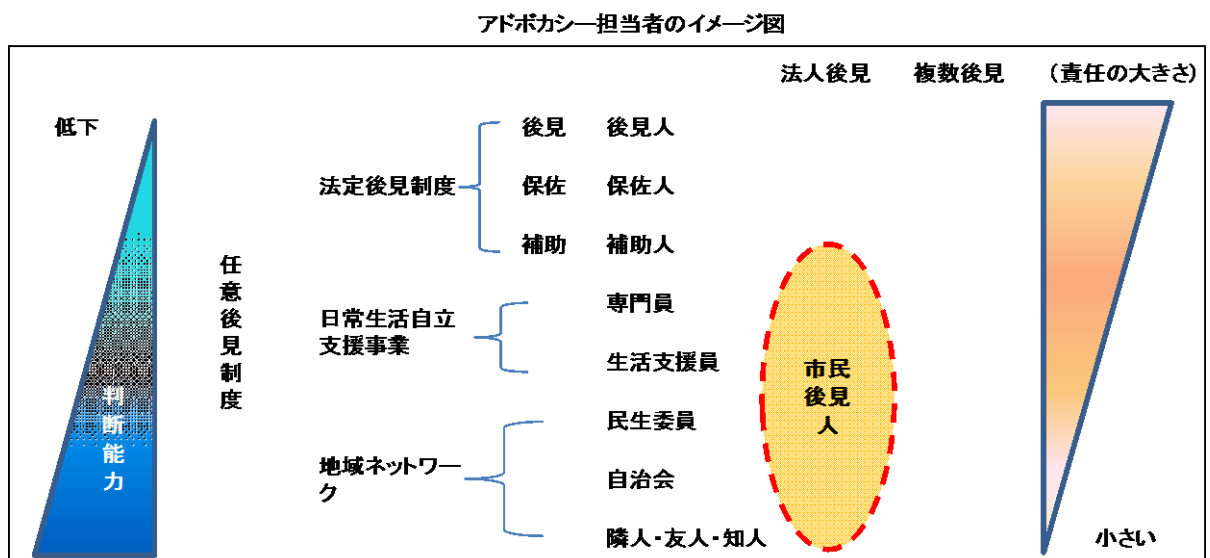 アドボカシー担当者のイメージ図
法人後見 複数後見 (責任の大きさ)
低下
後見 後見人
法定後見制度
保佐 保佐人
補助 補助人
任意後見制度
日常生活自立
支援事業
専門員
生活支援員
市民
後見
人
判断能力
地域ネットワー
ク
民生委員
自治会
隣人・友人・知人
小さい